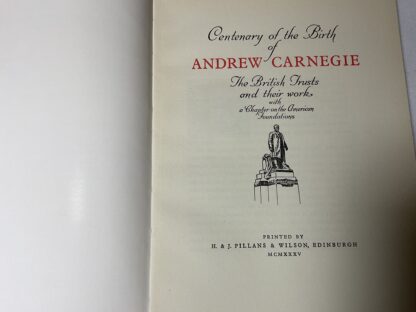 Centenary of the Birth
of
ANDREW CARNEGIE
The British Trusts
and their work
with
a Chapter on the American
Foundations
PRINTED BY
H. & J. PILLANS & WILSON, EDINBURGH
MCMXXXV